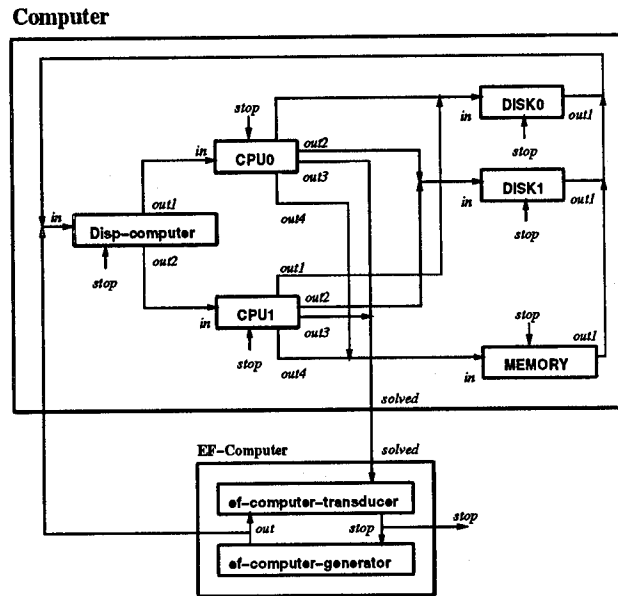 Computer
stop
DISK0
in
out1
in
out2
CPU0
out3
stop
out1
DISK1
in
out1
in
out4
Disp-computer
stop
out2
out1
stop
out2
in
CPU1
out3
stop
out1
stop
out4
MEMORY
in
solved
EF-Computer
solved
ef-computer-transducer
out
stop
stop
ef-computer-generator